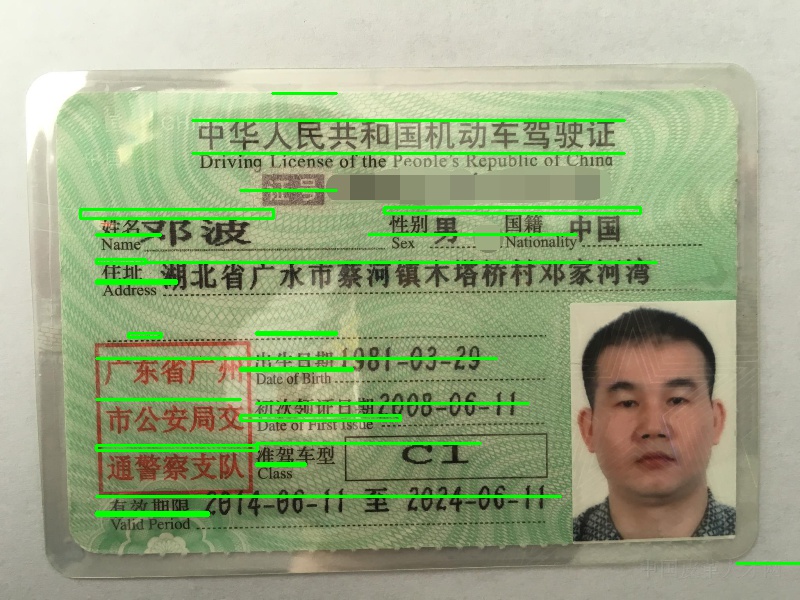 中华人民共和国机动车驾驶证
Driving License of the People's Republic of China
证号
姓名 邓波 性别 男 国籍 中国
Name Sex Nationality
住址 湖北省广水市蔡河镇木塔桥村邓家河湾
Address
广东省广州
市公安局交
通警察支队
出生日期 1981-03-29
Date of Birth
初次领证日期 2008-06-11
Date of First Issue
准驾车型 C1
Class
有效期限 2014-06-11 至 2024-06-11
Valid Period